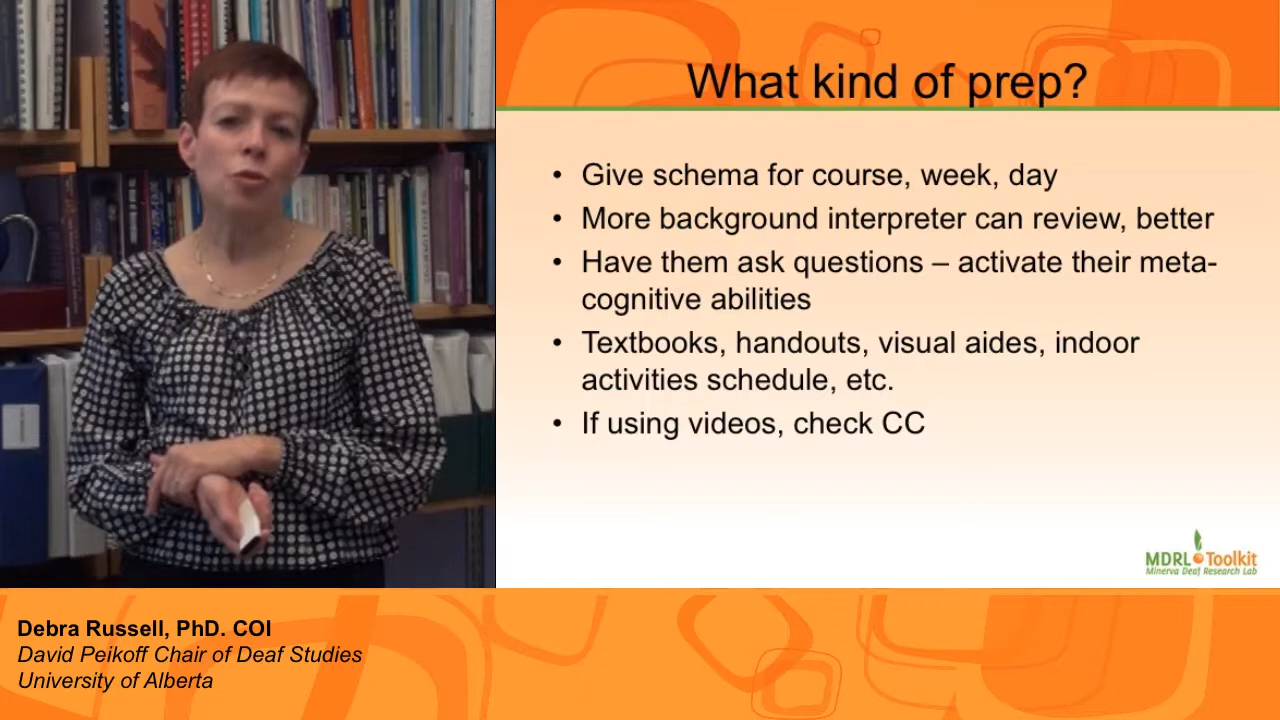 What kind of prep?
• Give schema for course, week, day
• More background interpreter can review, better
• Have them ask questions – activate their meta-
cognitive abilities
• Textbooks, handouts, visual aides, indoor
activities schedule, etc.
• If using videos, check CC
MDRL Toolkit
Minerva Deaf Research Lab
Debra Russell, PhD. COI
David Peikoff Chair of Deaf Studies
University of Alberta